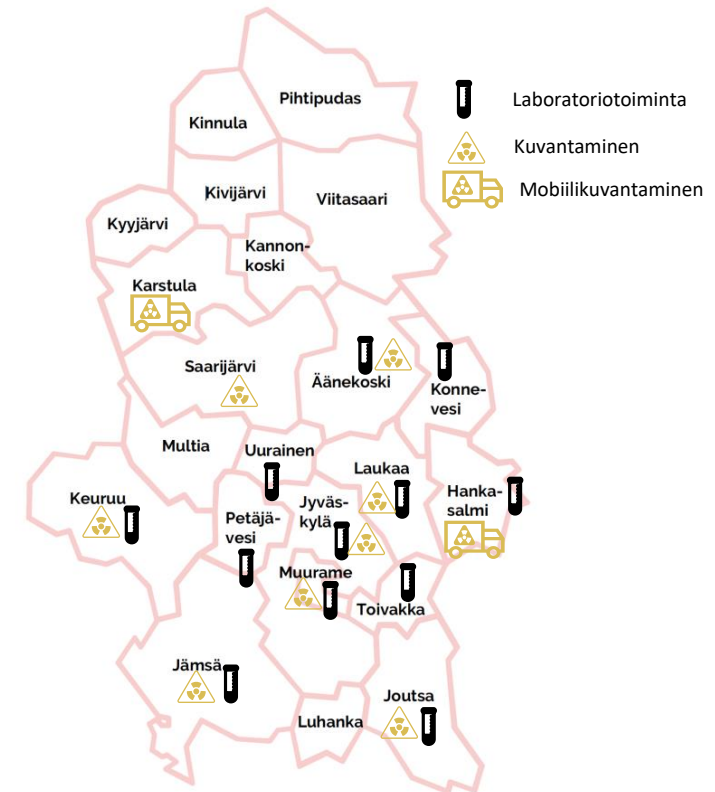 Pihtipudas
Laboratoriotoiminta
Kinnula
Kuvantaminen
Mobiilikuvantaminen
Kivijärvi
Viitasaari
Kyyjärvi
Kannon-
koski
Karstula
Saarijärvi
Äänekoski
Konne-
vesi
Multia
Uurainen
Laukaa
Keuruu
Hanka-
salmi
Petäjä-
vesi
Jyväs-
kylä
Muurame
Toivakka
Jämsä
Joutsa
Luhanka